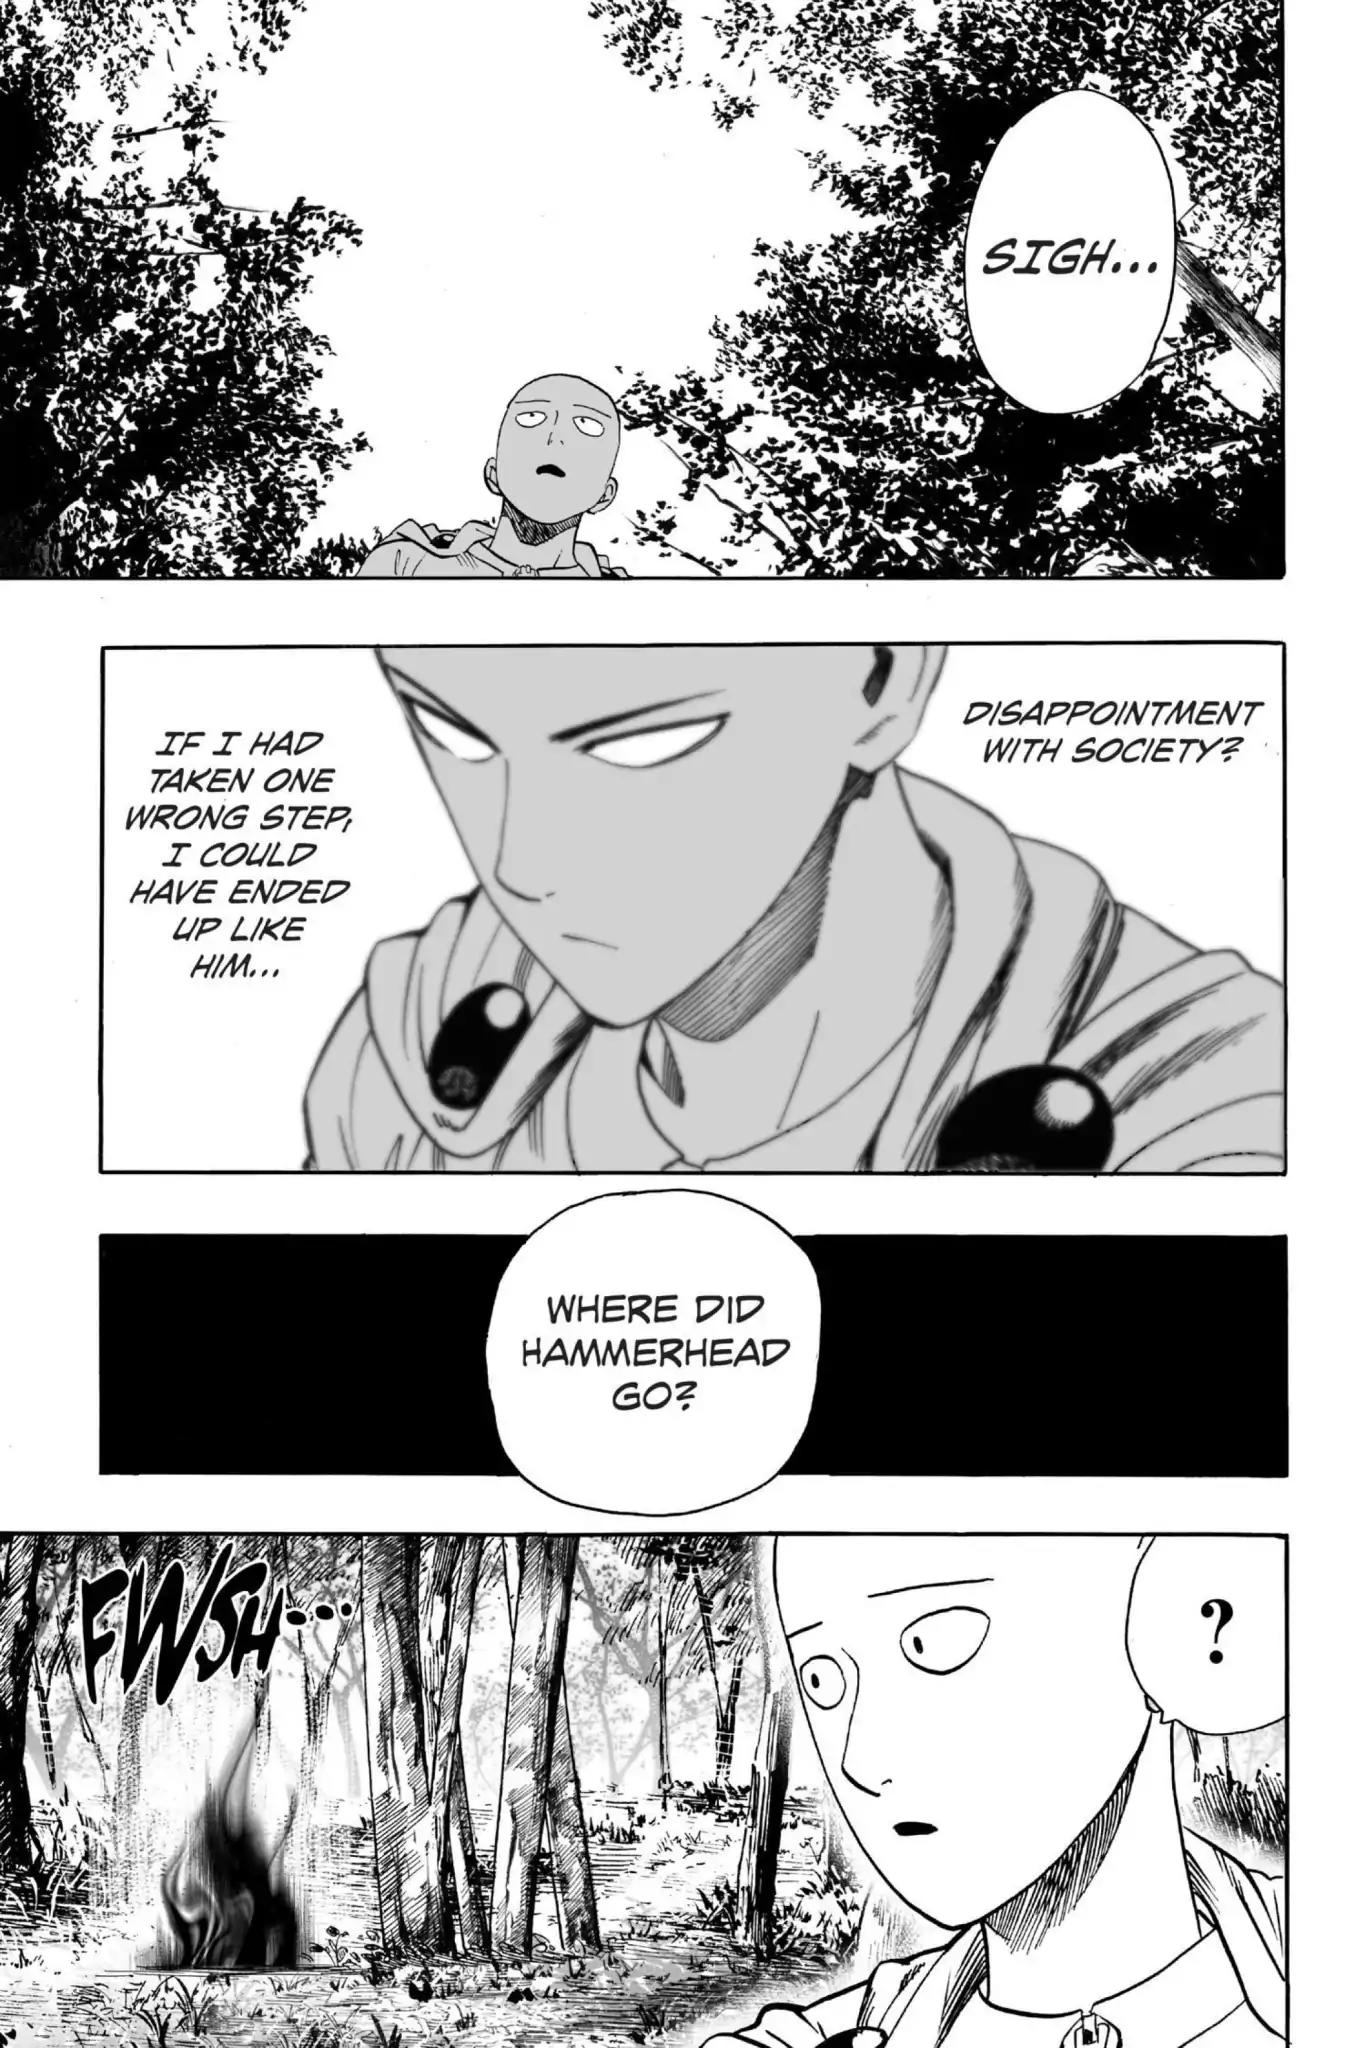 SIGH...
DISAPPOINTMENT
WITH SOCIETY?
IF I HAD
TAKEN ONE
WRONG STEP,
I COULD
HAVE ENDED
UP LIKE
HIM...
WHERE DID
HAMMERHEAD
GO?
?
FWSH...